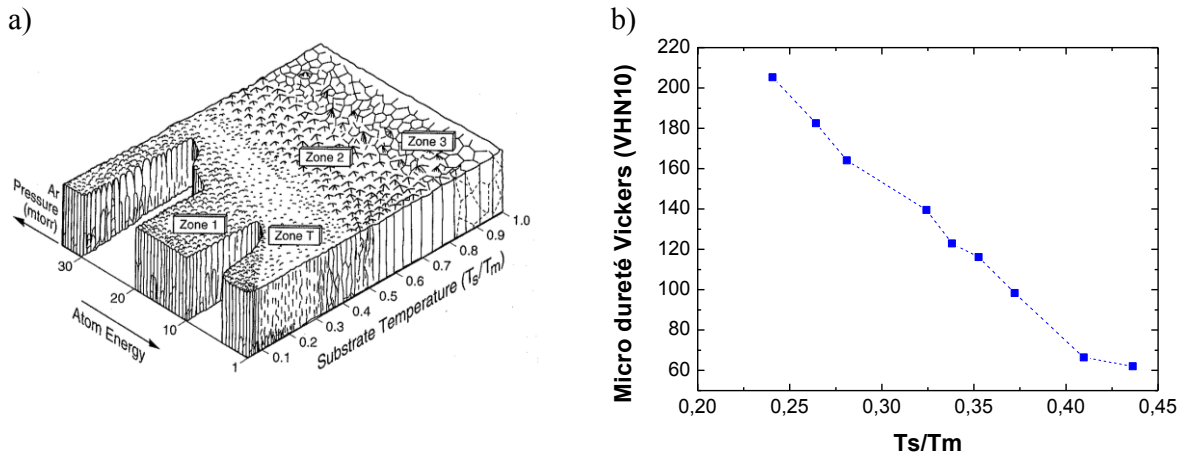 a)
Zone 3
Zone 2
Ar
Pressure
(mtorr)
Zone 1
Zone T
30
20
10
1
Atom Energy
0.1
0.2
0.3
0.4
0.5
0.6
0.7
0.8
0.9
1.0
Substrate Temperature (Ts/Tm)
b)
Micro dureté Vickers (VHN10)
220
200
180
160
140
120
100
80
60
0,20 0,25 0,30 0,35 0,40 0,45
Ts/Tm